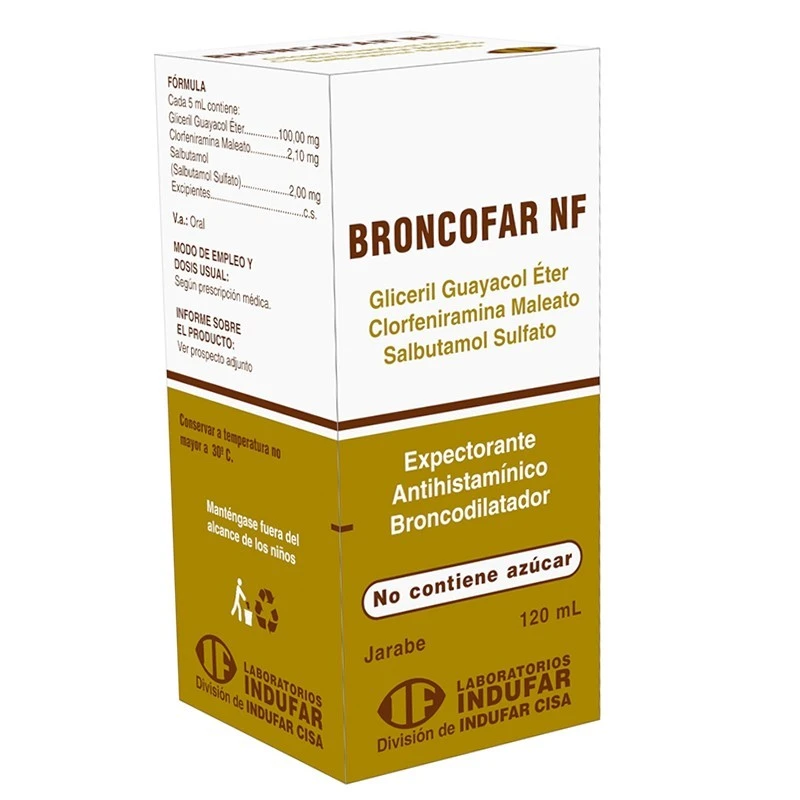 BRONCOFAR NF
FÓRMULA
Cada 5 mL contiene:
Gliceril Guayacol Éter............100,00 mg
Clorfeniramina Maleato............2,10 mg
Salbutamol
(Salbutamol Sulfato)............2,00 mg
Excipientes............c.s.
V.a.: Oral
MODO DE EMPLEO Y
DOSIS USUAL:
Según prescripción médica.
INFORME SOBRE
EL PRODUCTO:
Ver prospecto adjunto
Conservar a temperatura no
mayor a 30º C.
Manténgase fuera del
alcance de los niños
LABORATORIOS
INDUFAR
División de INDUFAR CISA
BRONCOFAR NF
Gliceril Guayacol Éter
Clorfeniramina Maleato
Salbutamol Sulfato
Expectorante
Antihistamínico
Broncodilatador
No contiene azúcar
Jarabe
120 mL
LABORATORIOS
INDUFAR
División de INDUFAR CISA